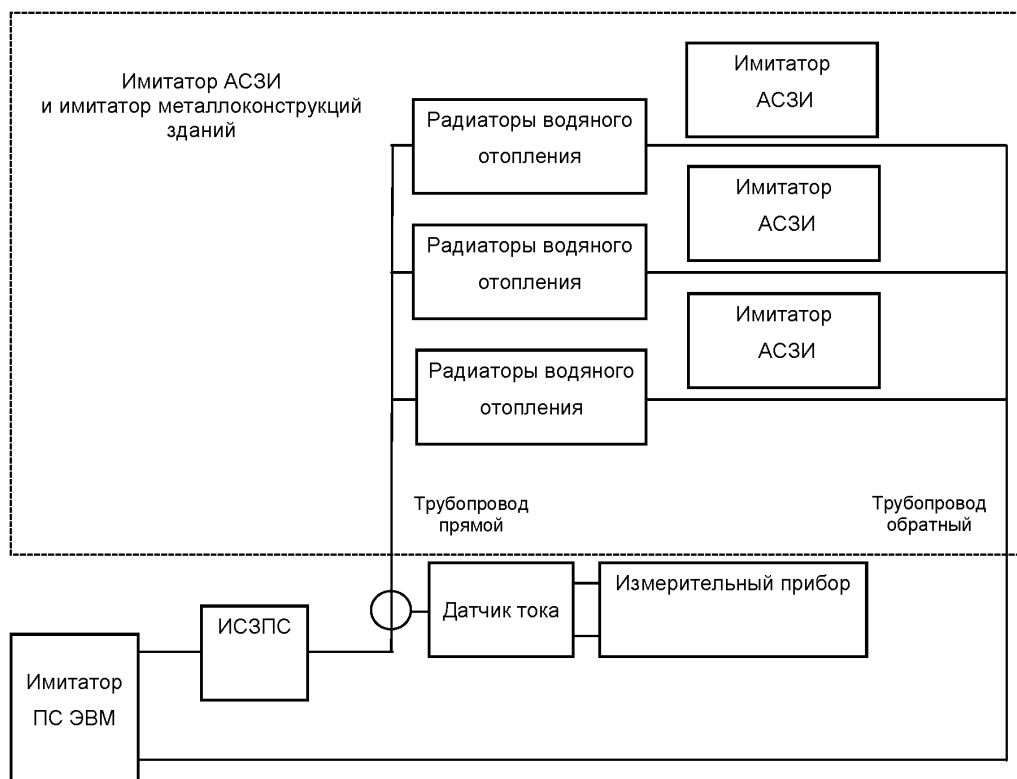 Имитатор АСЗИ
и имитатор металлоконструкций
зданий
Радиаторы водяного
отопления
Имитатор
АСЗИ
Радиаторы водяного
отопления
Имитатор
АСЗИ
Радиаторы водяного
отопления
Имитатор
АСЗИ
Трубопровод
прямой
Трубопровод
обратный
Датчик тока
Измерительный прибор
ИСЗПС
Имитатор
ПС ЭВМ